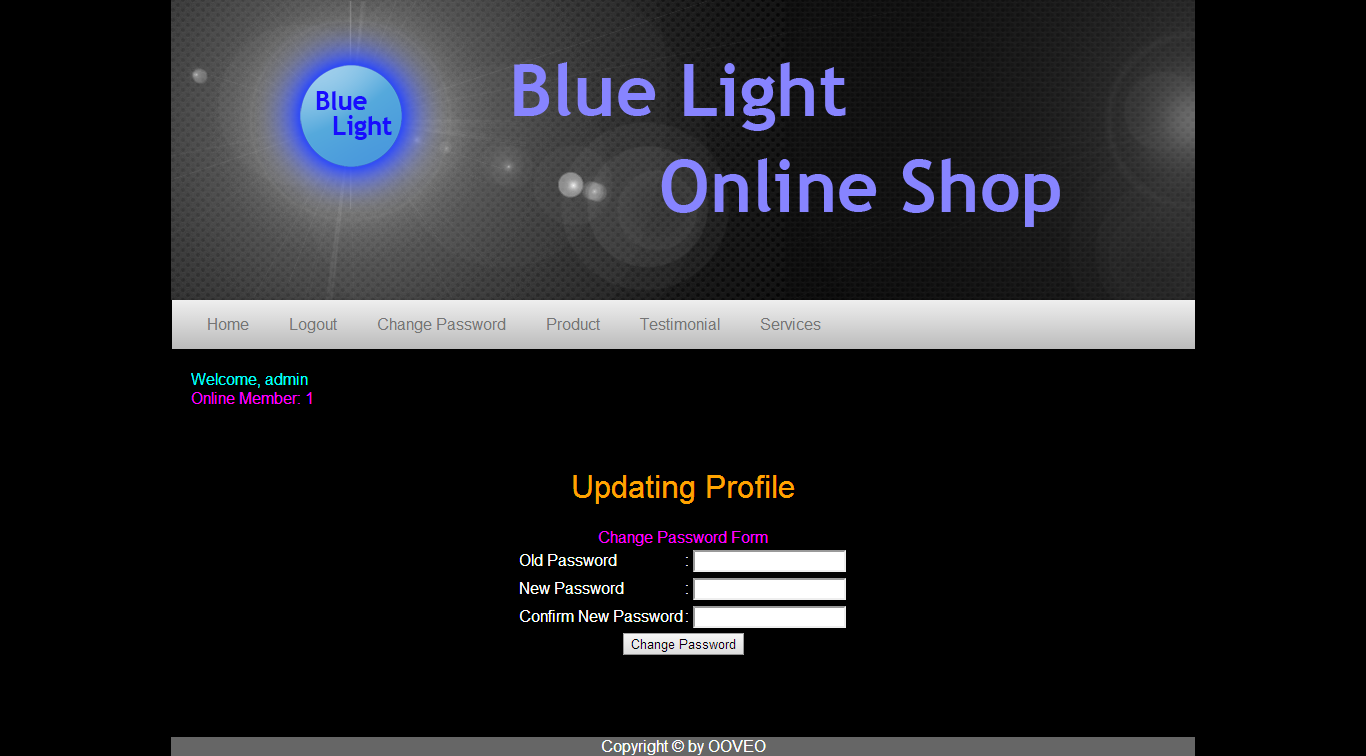 Blue
Light
Blue Light
Online Shop
Home Logout Change Password Product Testimonial Services
Welcome, admin
Online Member: 1
Updating Profile
Change Password Form
Old Password :
New Password :
Confirm New Password :
Change Password
Copyright © by OOVEO